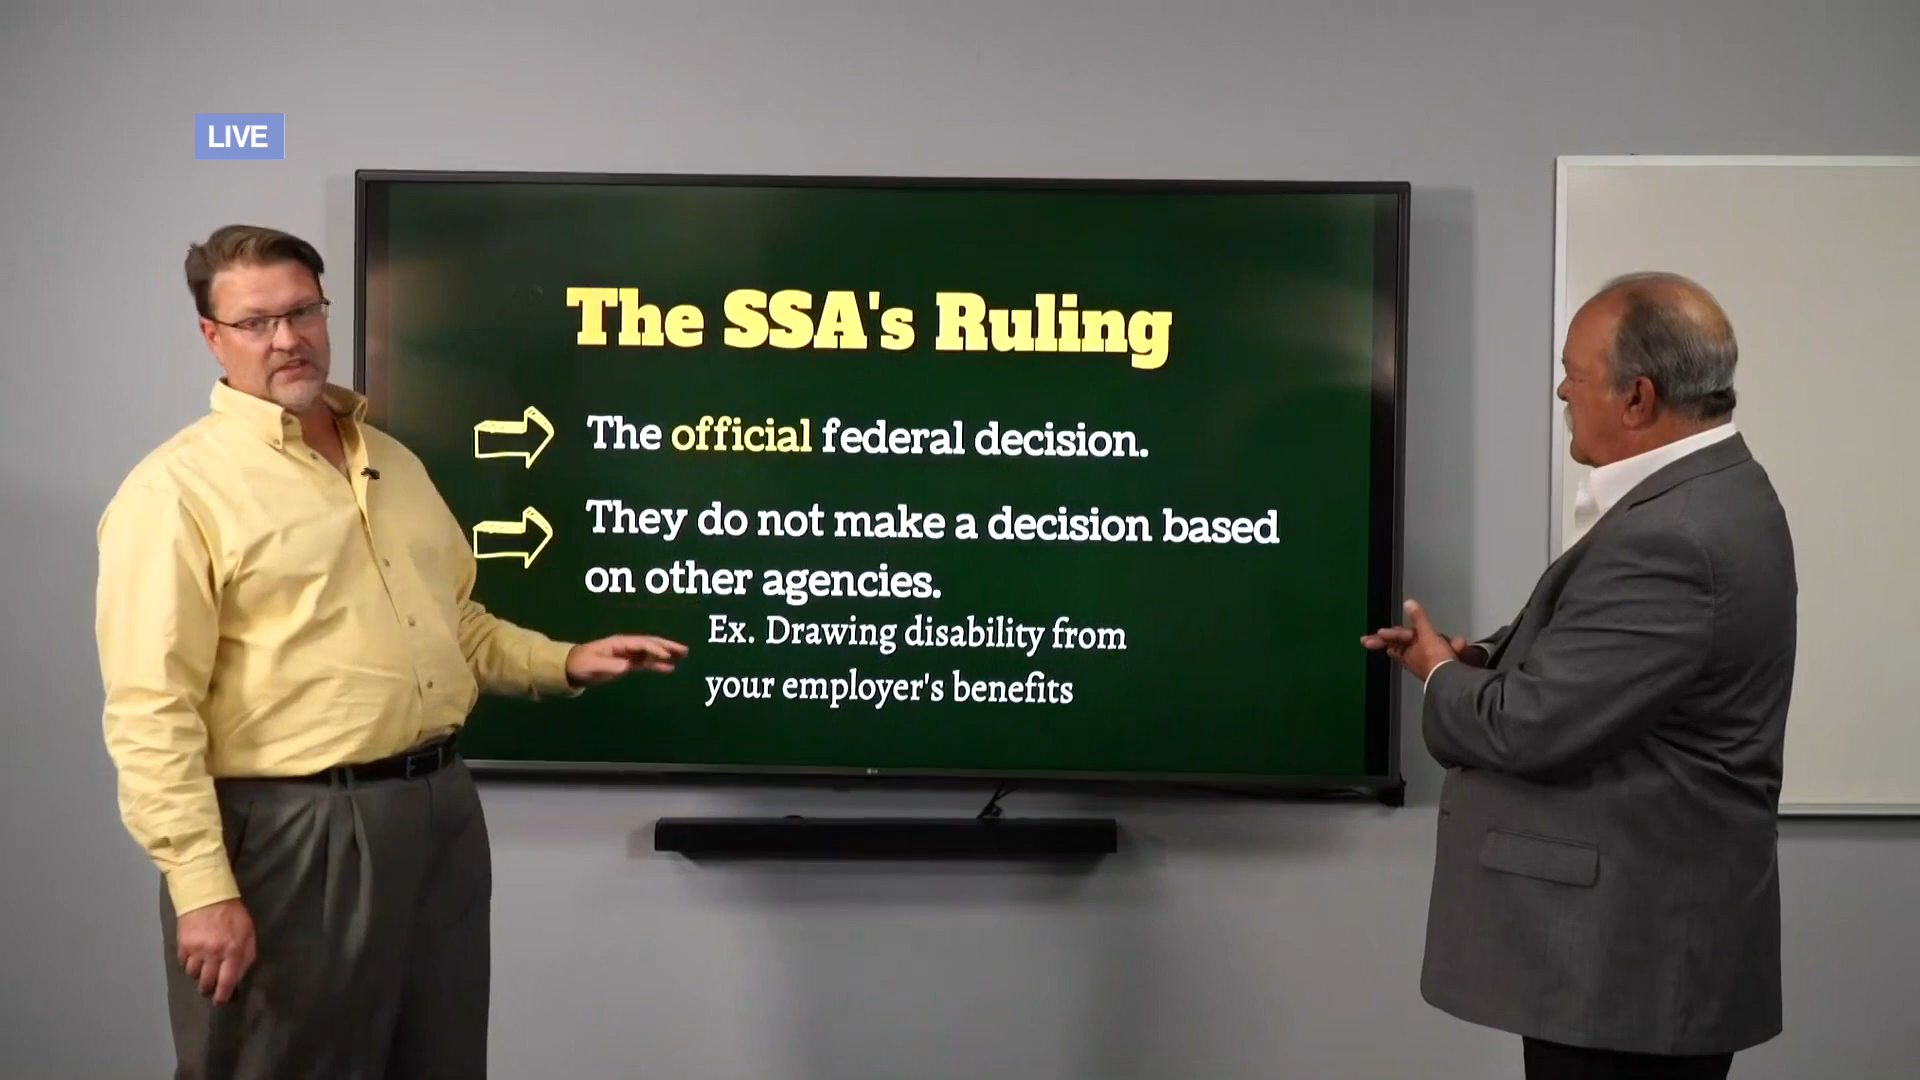 LIVE
The SSA's Ruling
The official federal decision.
They do not make a decision based
on other agencies.
Ex. Drawing disability from
your employer's benefits
LG